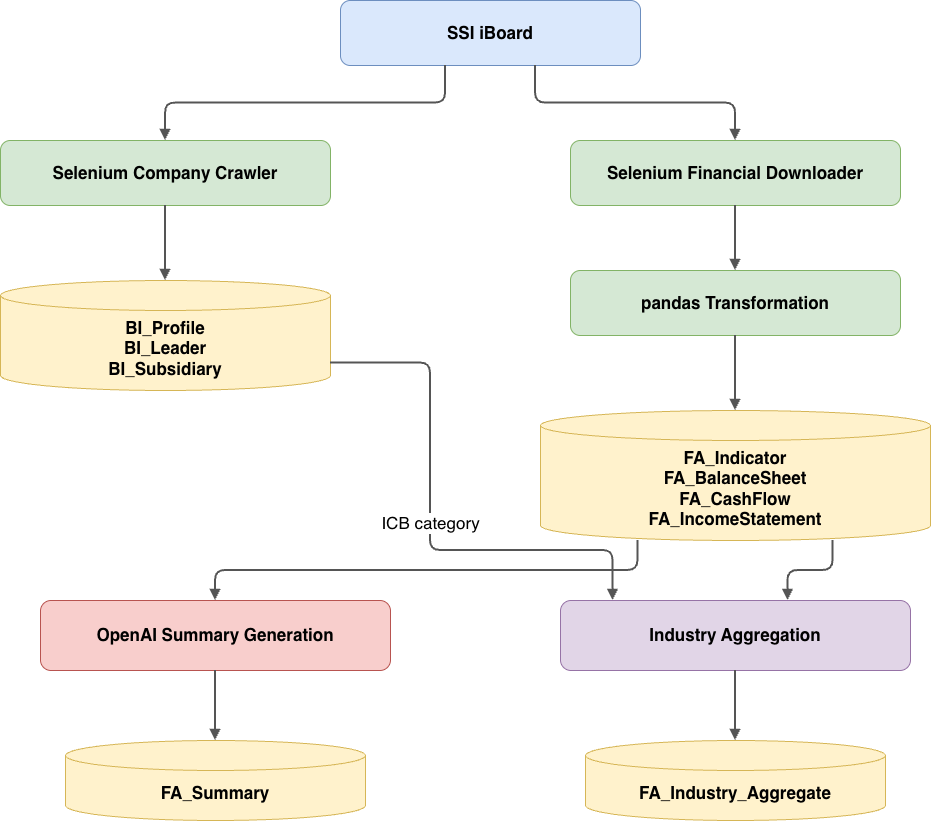 SSI iBoard
Selenium Company Crawler
Selenium Financial Downloader
BI_Profile
BI_Leader
BI_Subsidiary
pandas Transformation
FA_Indicator
FA_BalanceSheet
FA_CashFlow
FA_IncomeStatement
ICB category
OpenAI Summary Generation
Industry Aggregation
FA_Summary
FA_Industry_Aggregate